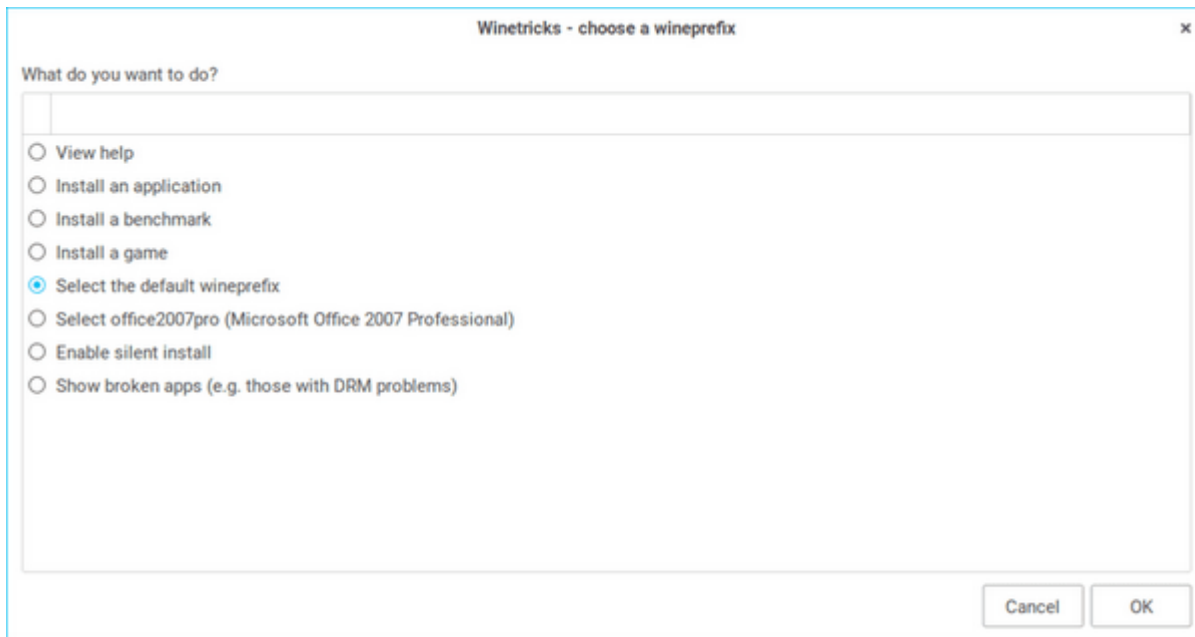 Winetricks - choose a wineprefix
What do you want to do?
View help
Install an application
Install a benchmark
Install a game
Select the default wineprefix
Select office2007pro (Microsoft Office 2007 Professional)
Enable silent install
Show broken apps (e.g. those with DRM problems)
Cancel OK